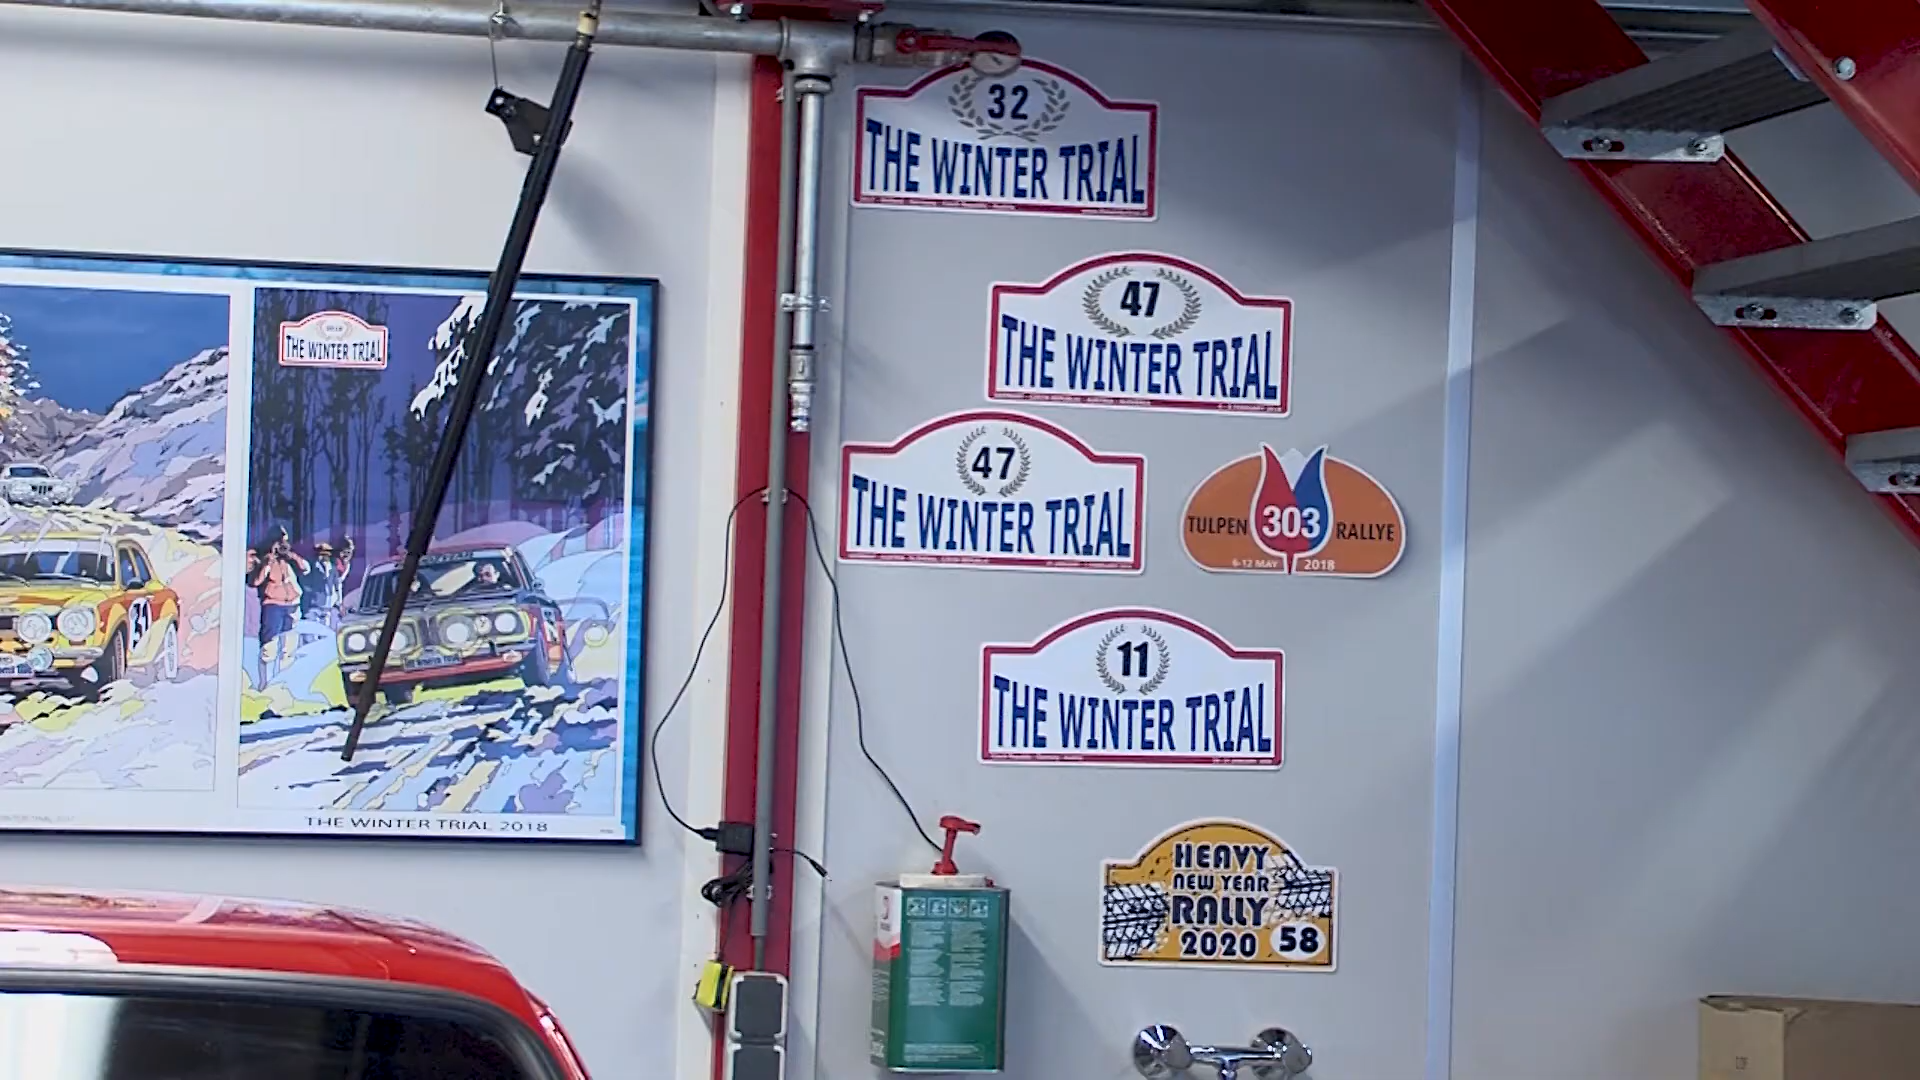 32
THE WINTER TRIAL
47
THE WINTER TRIAL
47
THE WINTER TRIAL
TULPEN 303 RALLYE
6-12 MAY 2018
11
THE WINTER TRIAL
HEAVY
NEW YEAR
RALLY
2020 58
THE WINTER TRIAL
31
THE WINTER TRIAL 2018